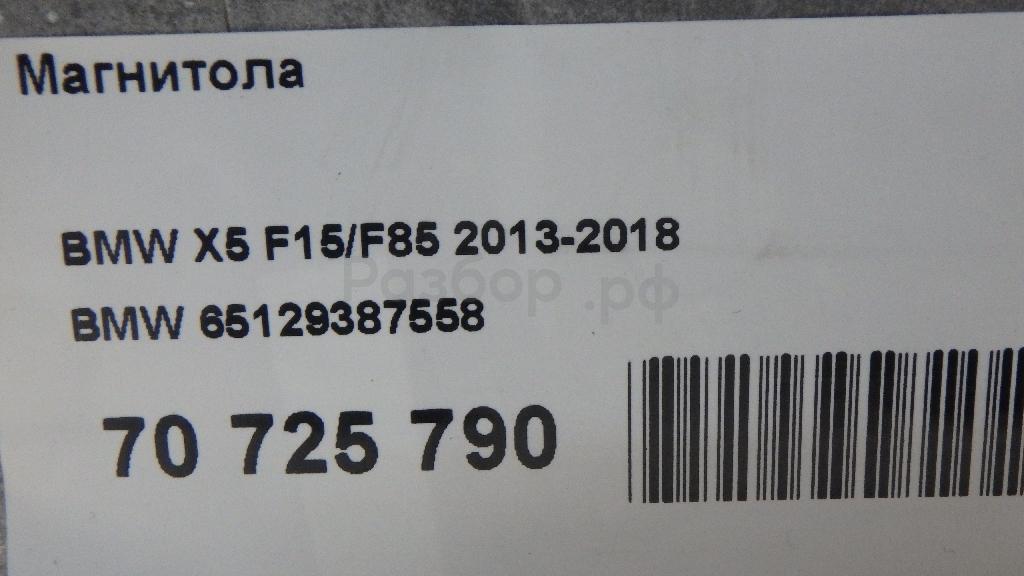 Магнитола
BMW X5 F15/F85 2013-2018
Разбор.рф
BMW 65129387558
70 725 790